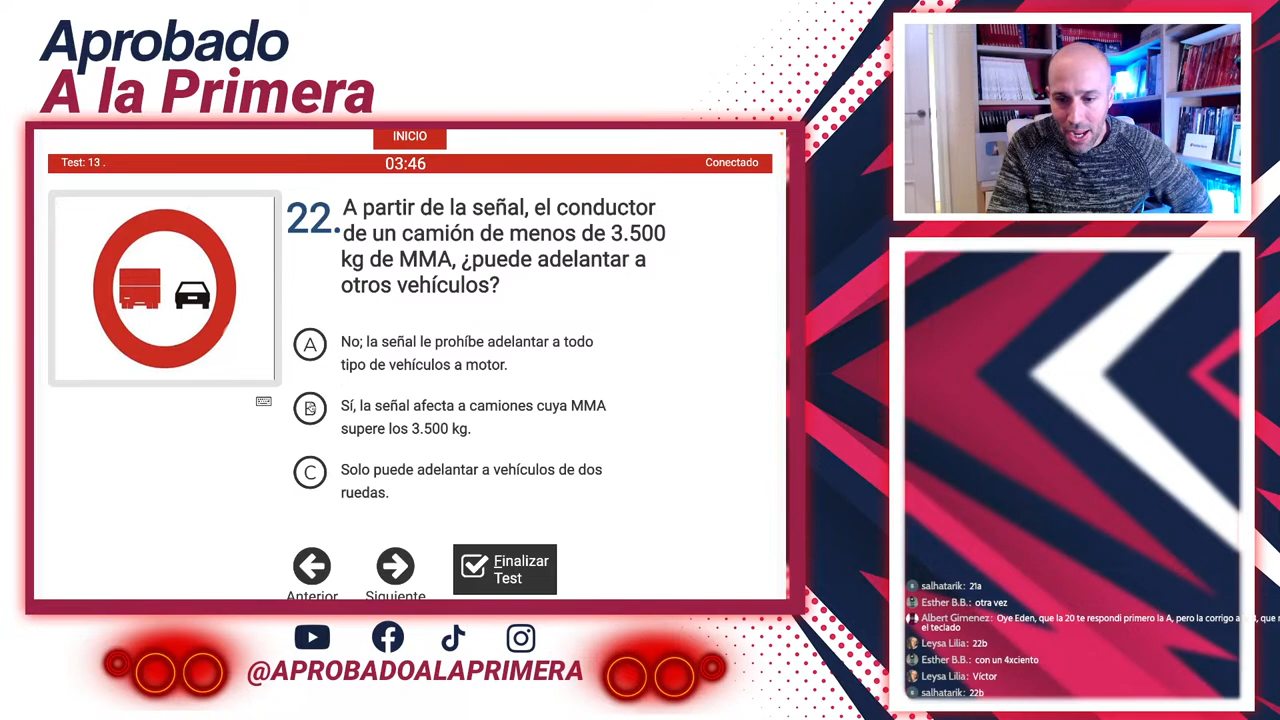 Aprobado
A la Primera
INICIO
Test: 13 .
03:46
Conectado
22.
A partir de la señal, el conductor
de un camión de menos de 3.500
kg de MMA, ¿puede adelantar a
otros vehículos?
A
No; la señal le prohíbe adelantar a todo
tipo de vehículos a motor.
B
Sí, la señal afecta a camiones cuya MMA
supere los 3.500 kg.
C
Solo puede adelantar a vehículos de dos
ruedas.
Anterior
Siguiente
Finalizar
Test
@APROBADOALAPRIMERA
salhatarik: 21a
Esther B.B.: otra vez
Albert Gimenez: Oye Eden, que la 20 te respondi primero la A, pero la corrigo a que
el teclado
Leysa Lilia: 22b
Esther B.B.: con un 4xciento
Leysa Lilia: Víctor
salhatarik: 22b